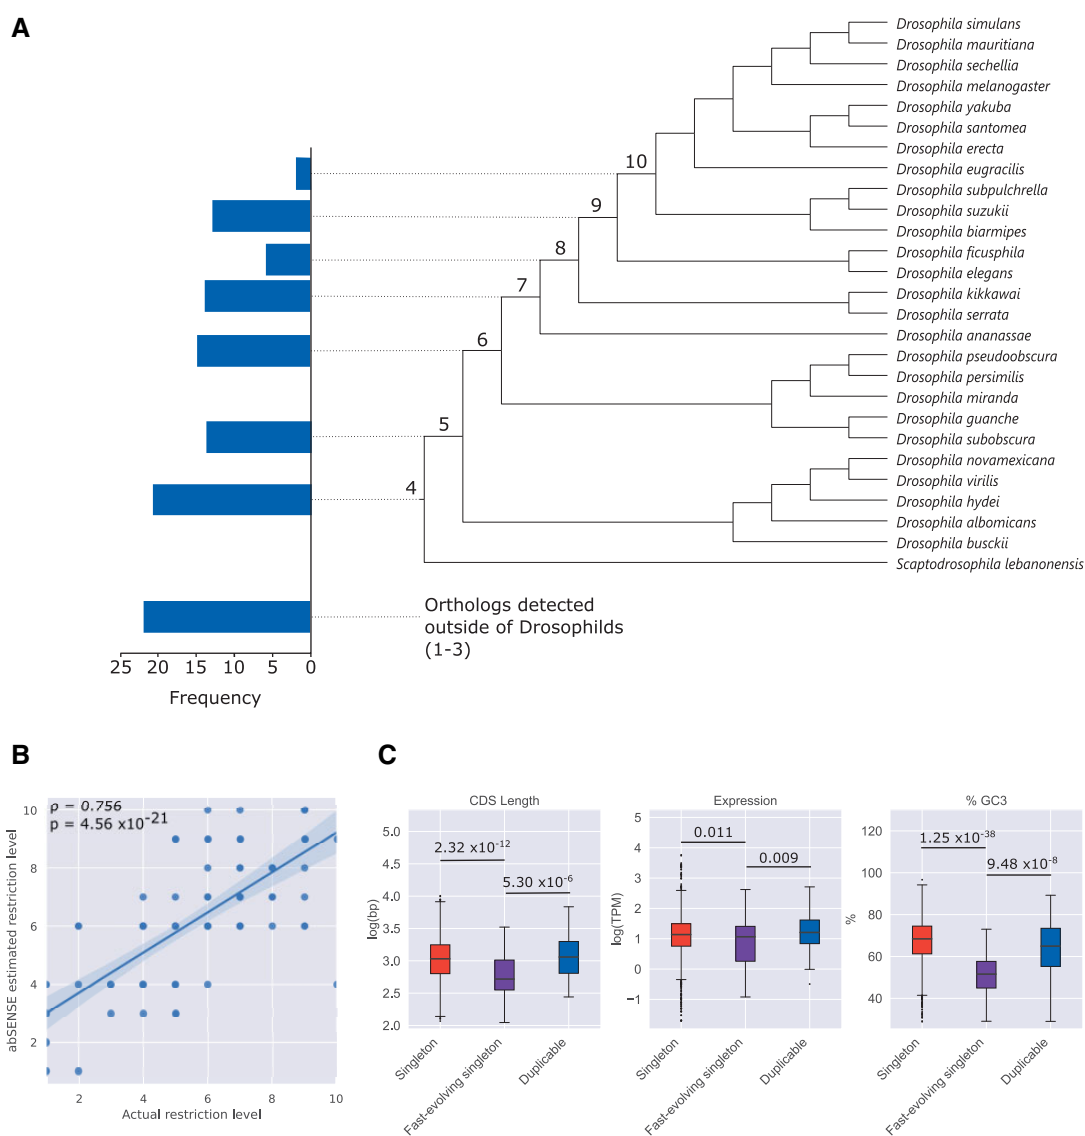 A
Drosophila simulans
Drosophila mauritiana
Drosophila sechellia
Drosophila melanogaster
Drosophila yakuba
Drosophila santomea
Drosophila erecta
10
Drosophila eugracilis
Drosophila subpulchrella
9
Drosophila suzukii
Drosophila biarmipes
8
Drosophila ficusphila
Drosophila elegans
7
Drosophila kikkawai
Drosophila serrata
6
Drosophila ananassae
Drosophila pseudoobscura
Drosophila persimilis
Drosophila miranda
5
Drosophila guanche
Drosophila subobscura
4
Drosophila novamexicana
Drosophila virilis
Drosophila hydei
Drosophila albomicans
Drosophila busckii
Scaptodrosophila lebanonensis
Orthologs detected
outside of Drosophilds
(1-3)
25 20 15 10 5 0
Frequency
B
ρ = 0.756
p = 4.56 x10-21
10
8
6
4
2
abSENSE estimated restriction level
2 4 6 8 10
Actual restriction level
C
CDS Length
5.0
4.5
4.0
3.5
3.0
2.5
2.0
log(bp)
2.32 x10-12
5.30 x10-6
Singleton
Fast-evolving singleton
Duplicable
Expression
5
4
3
2
1
0
−1
log(TPM)
0.011
0.009
Singleton
Fast-evolving singleton
Duplicable
% GC3
120
100
80
60
40
%
1.25 x10-38
9.48 x10-8
Singleton
Fast-evolving singleton
Duplicable